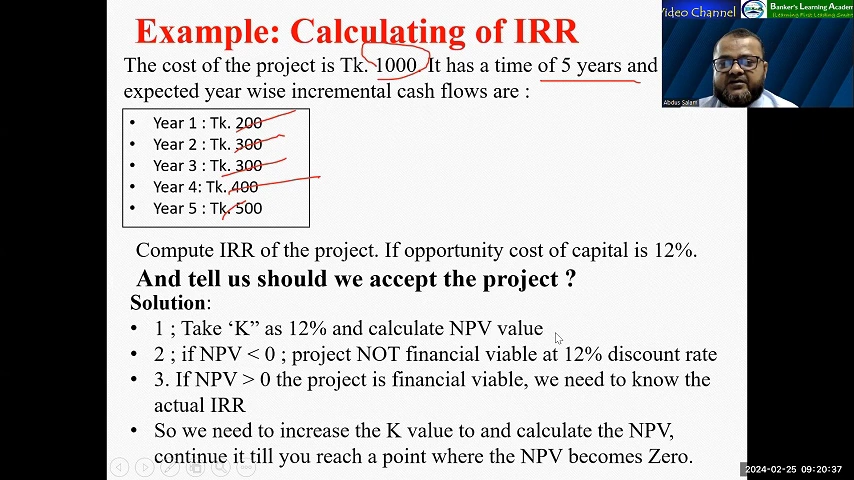 Example: Calculating of IRR
Video Channel
Banker's Learning Academ
(Learning First Leading
The cost of the project is Tk. 1000. It has a time of 5 years and
expected year wise incremental cash flows are :
Abdus Salam
• Year 1 : Tk. 200
• Year 2 : Tk. 300
• Year 3 : Tk. 300
• Year 4: Tk. 400
• Year 5 : Tk. 500
Compute IRR of the project. If opportunity cost of capital is 12%.
And tell us should we accept the project ?
Solution:
• 1 ; Take ‘K” as 12% and calculate NPV value
• 2 ; if NPV < 0 ; project NOT financial viable at 12% discount rate
• 3. If NPV > 0 the project is financial viable, we need to know the
actual IRR
• So we need to increase the K value to and calculate the NPV,
continue it till you reach a point where the NPV becomes Zero.
2024-02-25 09:20:37